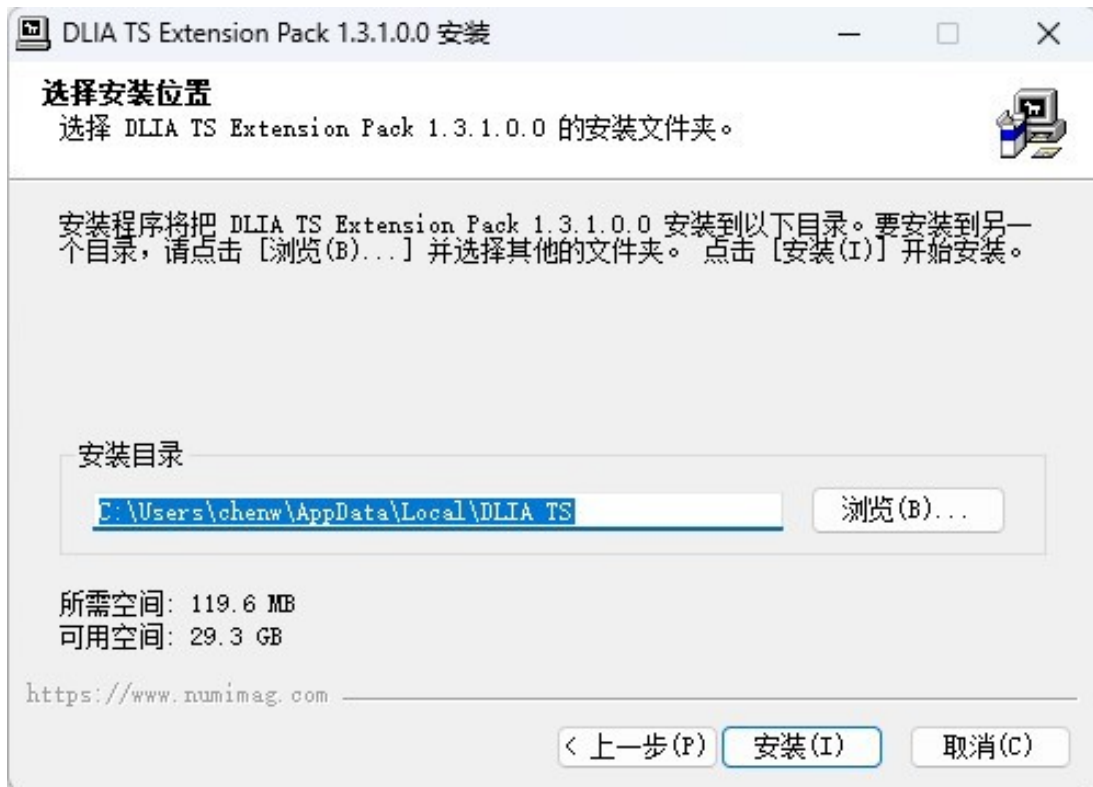 DLIA TS Extension Pack 1.3.1.0.0 安装
选择安装位置
选择 DLIA TS Extension Pack 1.3.1.0.0 的安装文件夹。
安装程序将把 DLIA TS Extension Pack 1.3.1.0.0 安装到以下目录。要安装到另一
个目录,请点击 [浏览(B)...] 并选择其他的文件夹。 点击 [安装(I)] 开始安装。
安装目录
C:\Users\chenw\AppData\Local\DLIA TS
浏览(B)...
所需空间: 119.6 MB
可用空间: 29.3 GB
https://www.numimag.com
< 上一步(P) 安装(I) 取消(C)